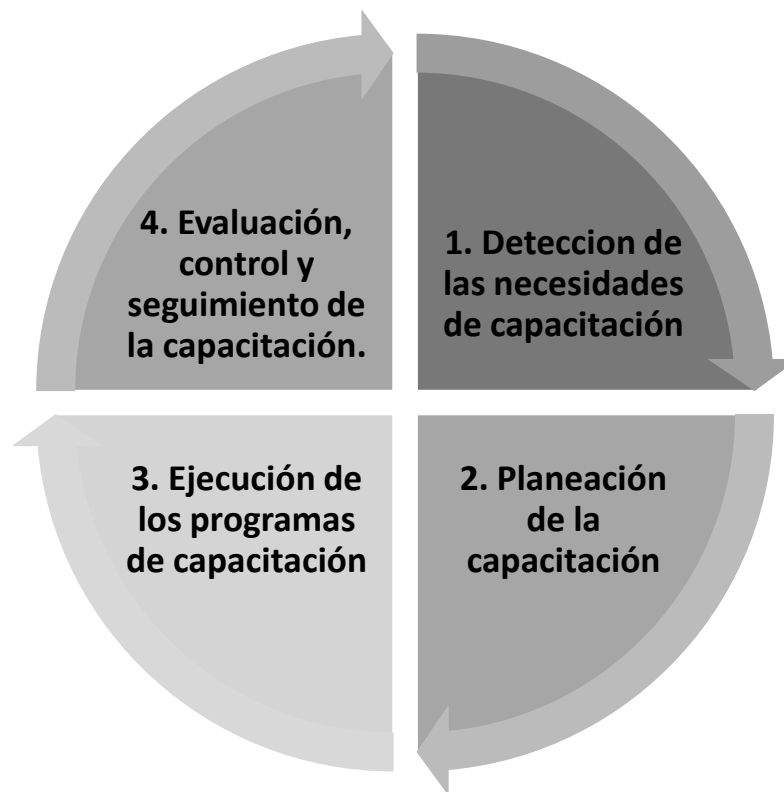 1. Deteccion de
las necesidades
de capacitación
2. Planeación
de la
capacitación
3. Ejecución de
los programas
de capacitación
4. Evaluación,
control y
seguimiento de
la capacitación.